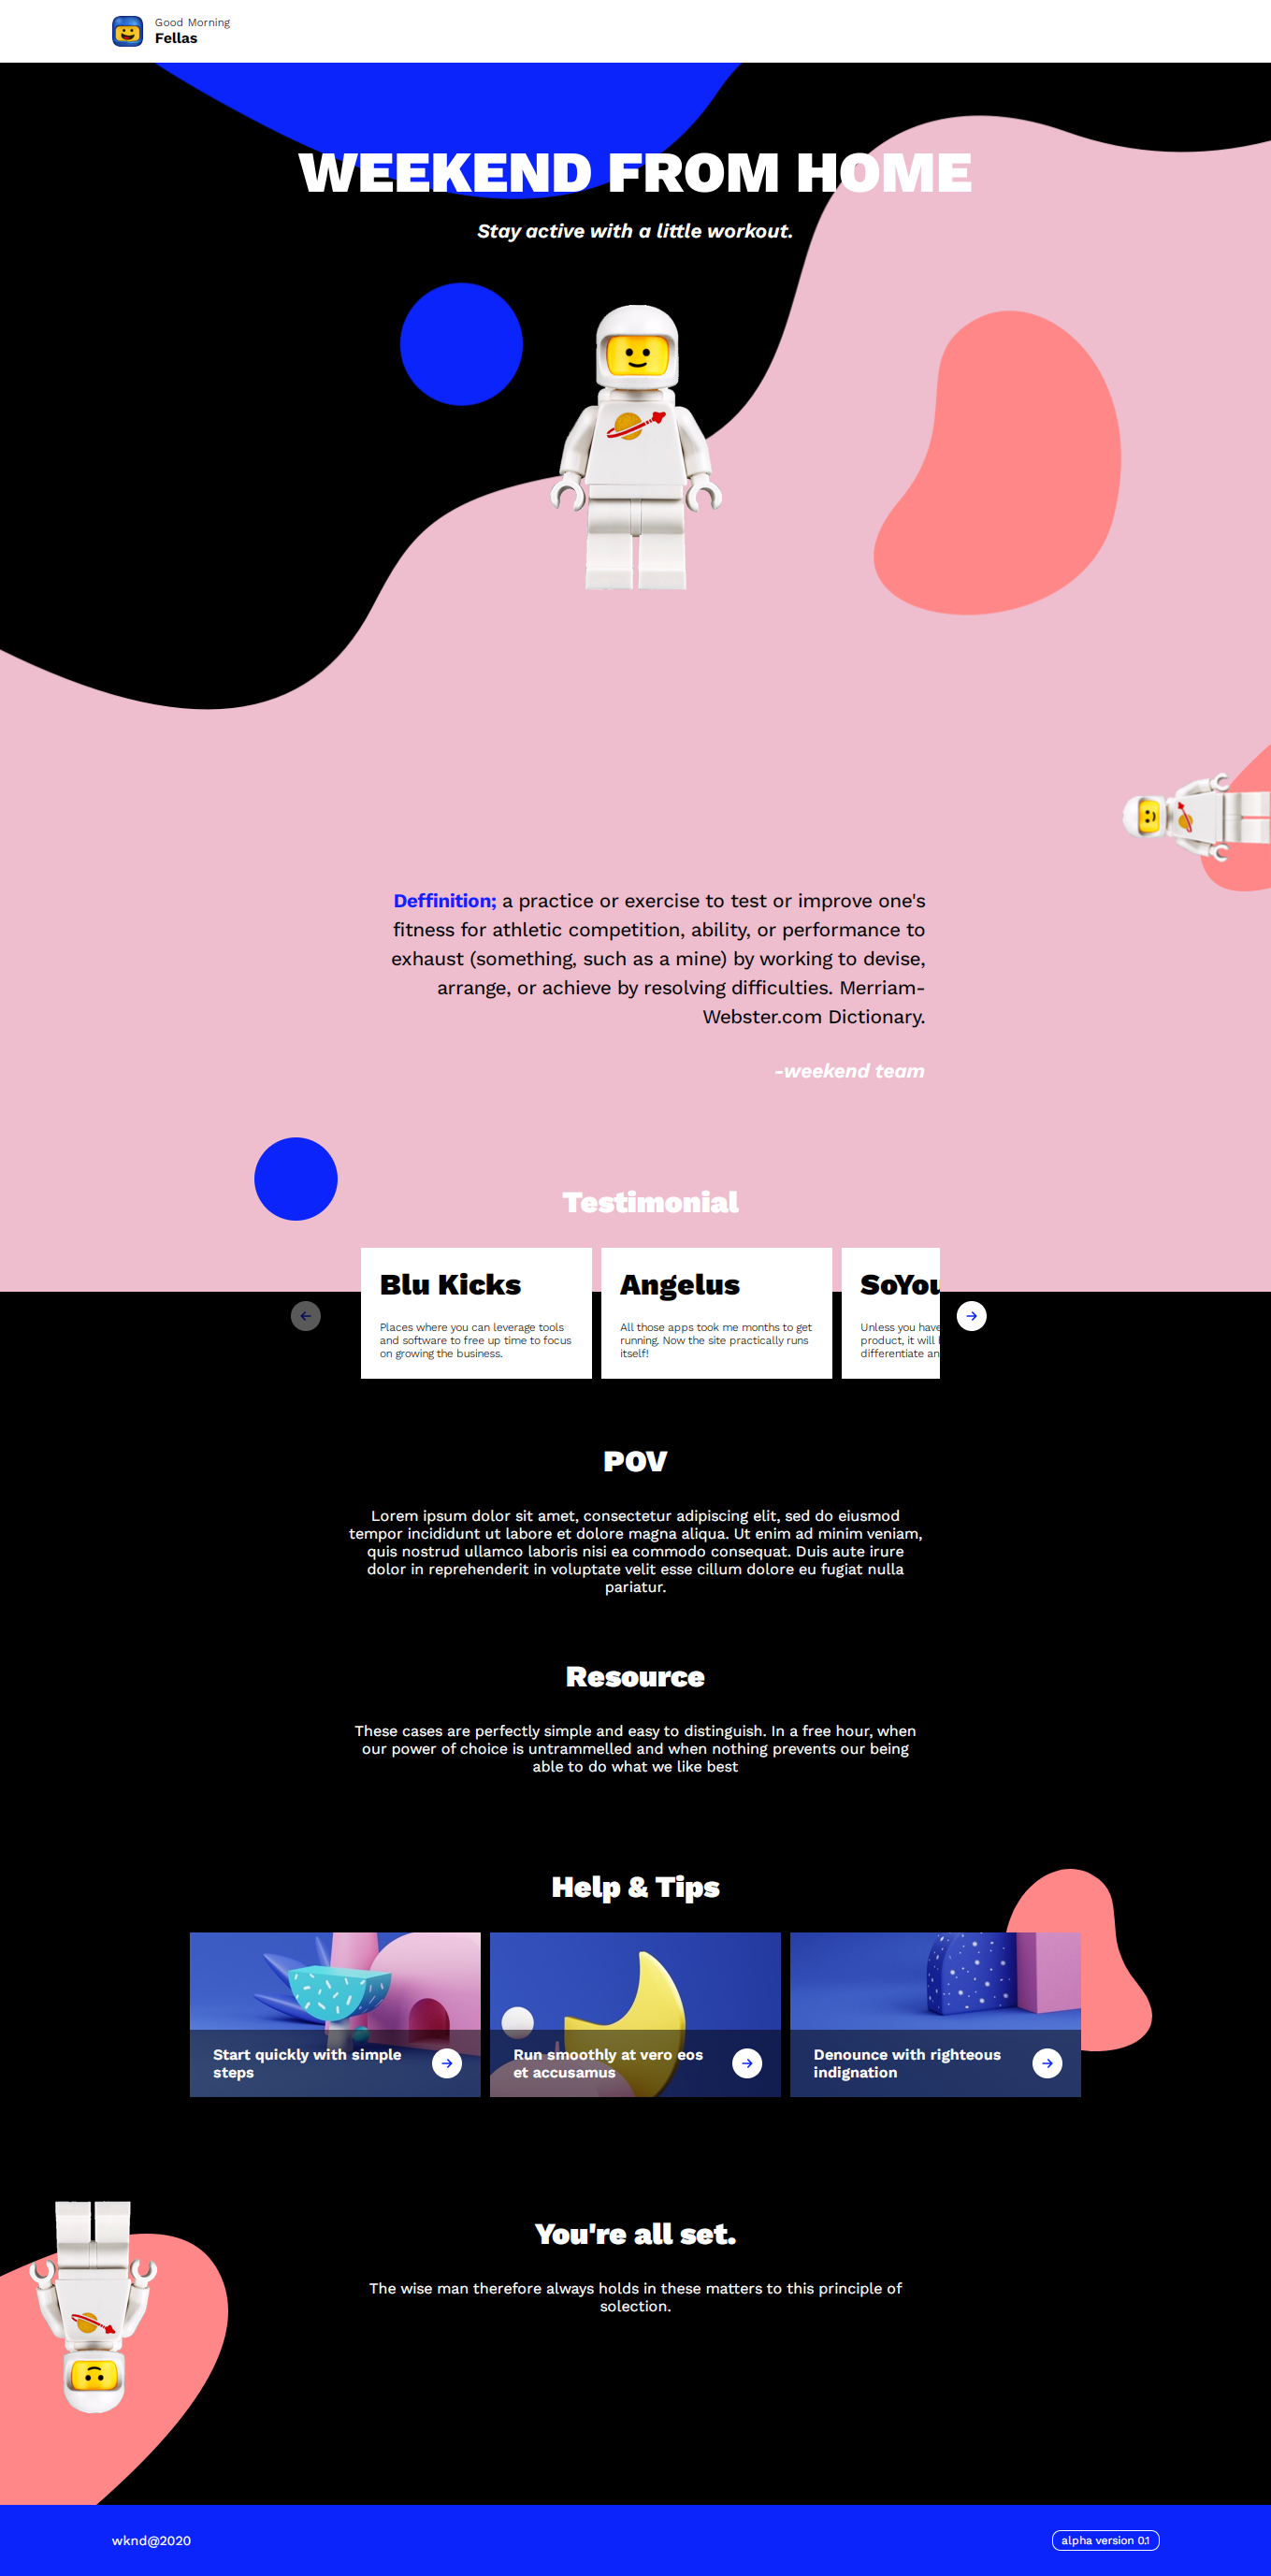 Good Morning
Fellas
WEEKEND FROM HOME
Stay active with a little workout.
Deffinition; a practice or exercise to test or improve one's
fitness for athletic competition, ability, or performance to
exhaust (something, such as a mine) by working to devise,
arrange, or achieve by resolving difficulties. Merriam-
Webster.com Dictionary.
-weekend team
Testimonial
Blu Kicks
Places where you can leverage tools
and software to free up time to focus
on growing the business.
Angelus
All those apps took me months to get
running. Now the site practically runs
itself!
SoYou
Unless you have
product, it will
differentiate an
POV
Lorem ipsum dolor sit amet, consectetur adipiscing elit, sed do eiusmod
tempor incididunt ut labore et dolore magna aliqua. Ut enim ad minim veniam,
quis nostrud ullamco laboris nisi ea commodo consequat. Duis aute irure
dolor in reprehenderit in voluptate velit esse cillum dolore eu fugiat nulla
pariatur.
Resource
These cases are perfectly simple and easy to distinguish. In a free hour, when
our power of choice is untrammelled and when nothing prevents our being
able to do what we like best
Help & Tips
Start quickly with simple
steps
Run smoothly at vero eos
et accusamus
Denounce with righteous
indignation
You're all set.
The wise man therefore always holds in these matters to this principle of
solection.
wknd@2020
alpha version 0.1